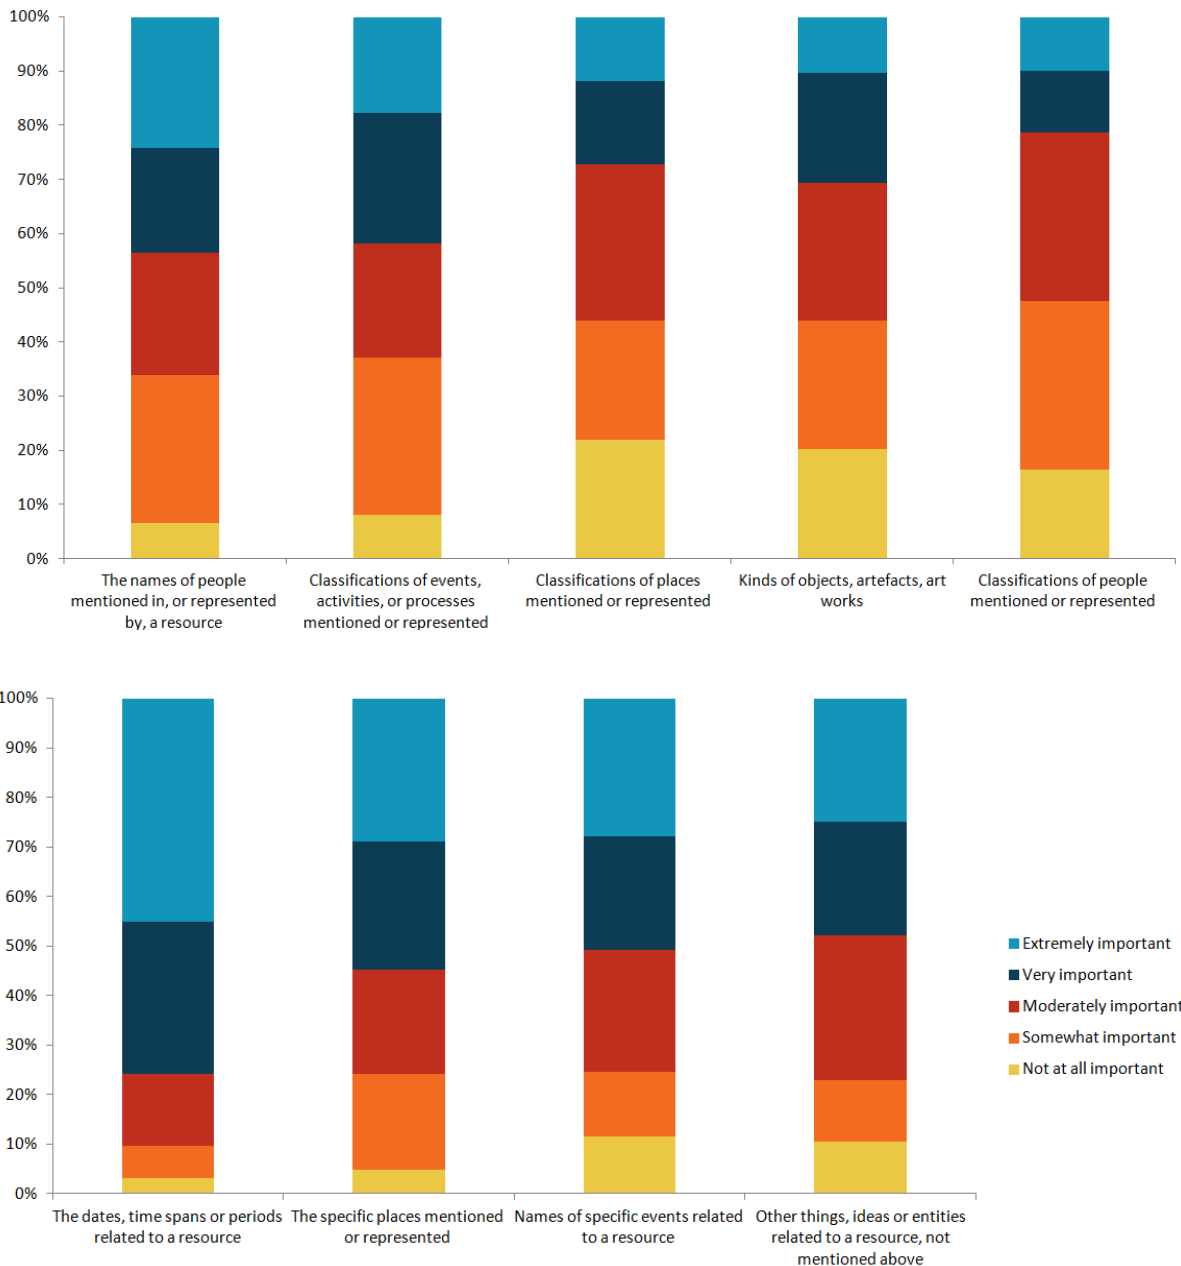 100%
90%
80%
70%
60%
50%
40%
30%
20%
10%
0%
The names of people
mentioned in, or represented
by, a resource
Classifications of events,
activities, or processes
mentioned or represented
Classifications of places
mentioned or represented
Kinds of objects, artefacts, art
works
Classifications of people
mentioned or represented
100%
90%
80%
70%
60%
50%
40%
30%
20%
10%
0%
The dates, time spans or periods
related to a resource
The specific places mentioned
or represented
Names of specific events related
to a resource
Other things, ideas or entities
related to a resource, not
mentioned above
Extremely important
Very important
Moderately important
Somewhat important
Not at all important